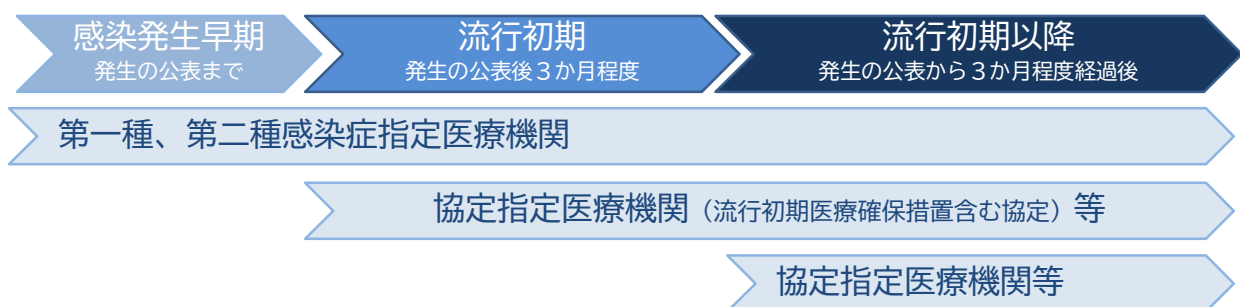 感染発生早期
発生の公表まで
流行初期
発生の公表後３か月程度
流行初期以降
発生の公表から３か月程度経過後
第一種、第二種感染症指定医療機関
協定指定医療機関（流行初期医療確保措置含む協定）等
協定指定医療機関等